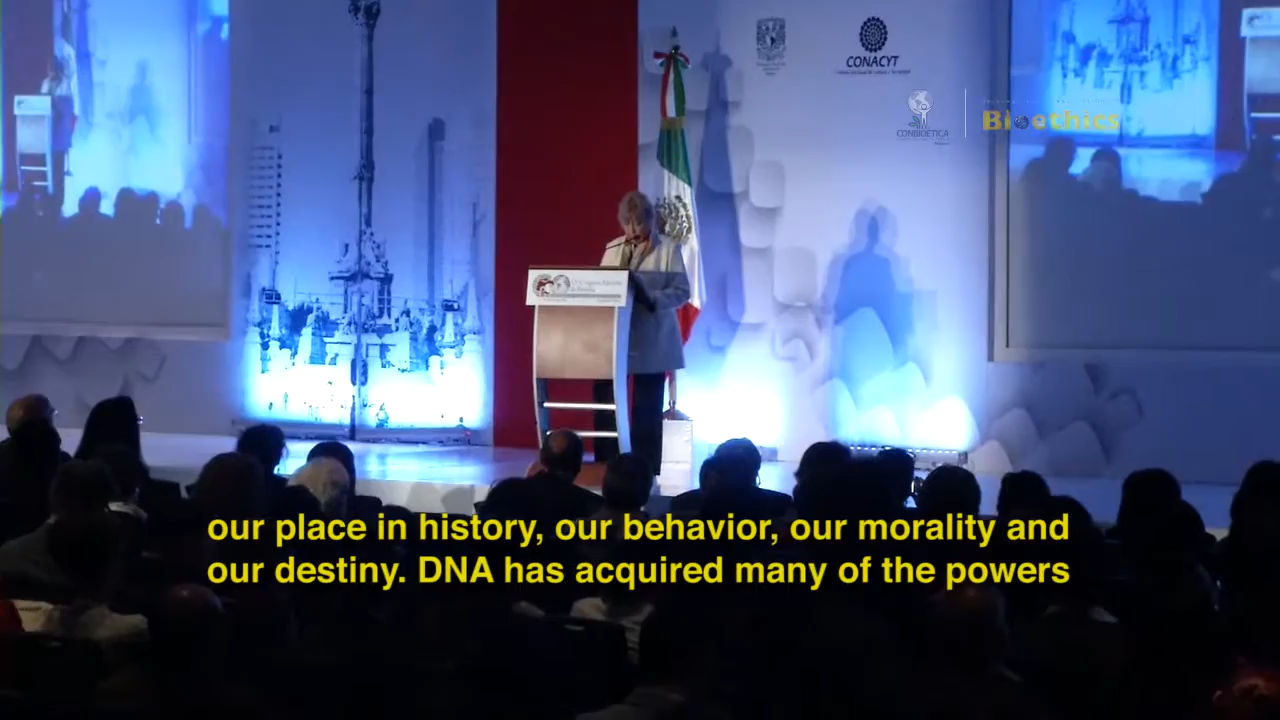 CONACYT
CONBIOETICA
Bioethics
our place in history, our behavior, our morality and
our destiny. DNA has acquired many of the powers